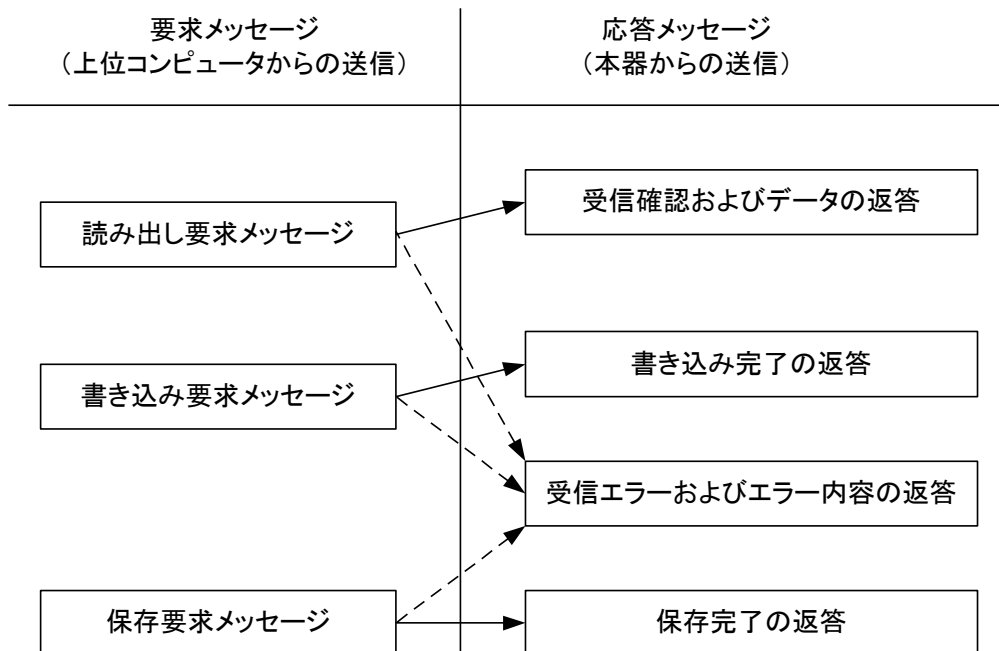 要求メッセージ
（上位コンピュータからの送信）
応答メッセージ
（本器からの送信）
読み出し要求メッセージ
受信確認およびデータの返答
書き込み要求メッセージ
書き込み完了の返答
受信エラーおよびエラー内容の返答
保存要求メッセージ
保存完了の返答